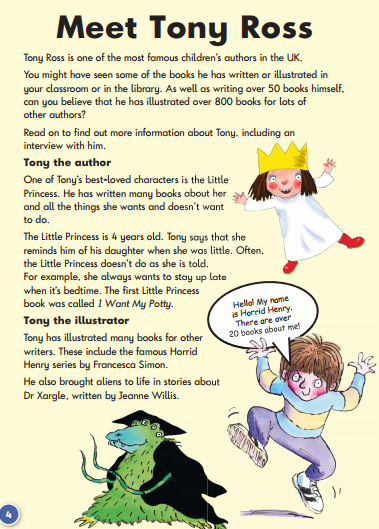 Meet Tony Ross
Tony Ross is one of the most famous children's authors in the UK.
You might have seen some of the books he has written or illustrated in
your classroom or in the library. As well as writing over 50 books himself,
can you believe that he has illustrated over 800 books for lots of
other authors?
Read on to find out more information about Tony, including an
interview with him.
Tony the author
One of Tony's best-loved characters is the Little
Princess. He has written many books about her
and all the things she wants and doesn't want
to do.
The Little Princess is 4 years old. Tony says that she
reminds him of his daughter when she was little. Often,
the Little Princess doesn't do as she is told.
For example, she always wants to stay up late
when it's bedtime. The first Little Princess
book was called I Want My Potty.
Tony the illustrator
Tony has illustrated many books for other
writers. These include the famous Horrid
Henry series by Francesca Simon.
He also brought aliens to life in stories about
Dr Xargle, written by Jeanne Willis.
Hello! My name
is Horrid Henry.
There are over
20 books about me!
4